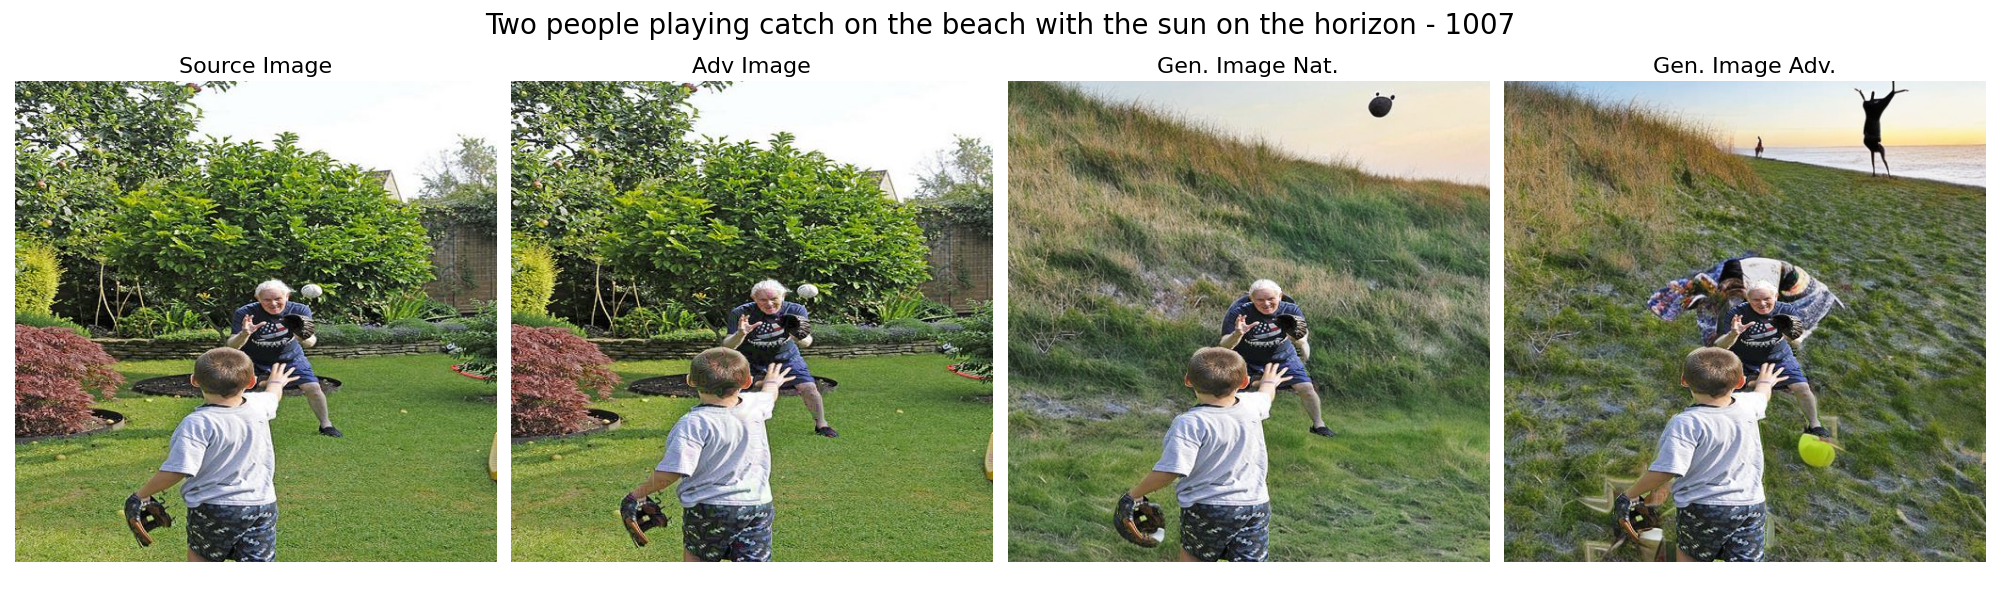 Two people playing catch on the beach with the sun on the horizon - 1007
Source Image
Adv Image
Gen. Image Nat.
Gen. Image Adv.